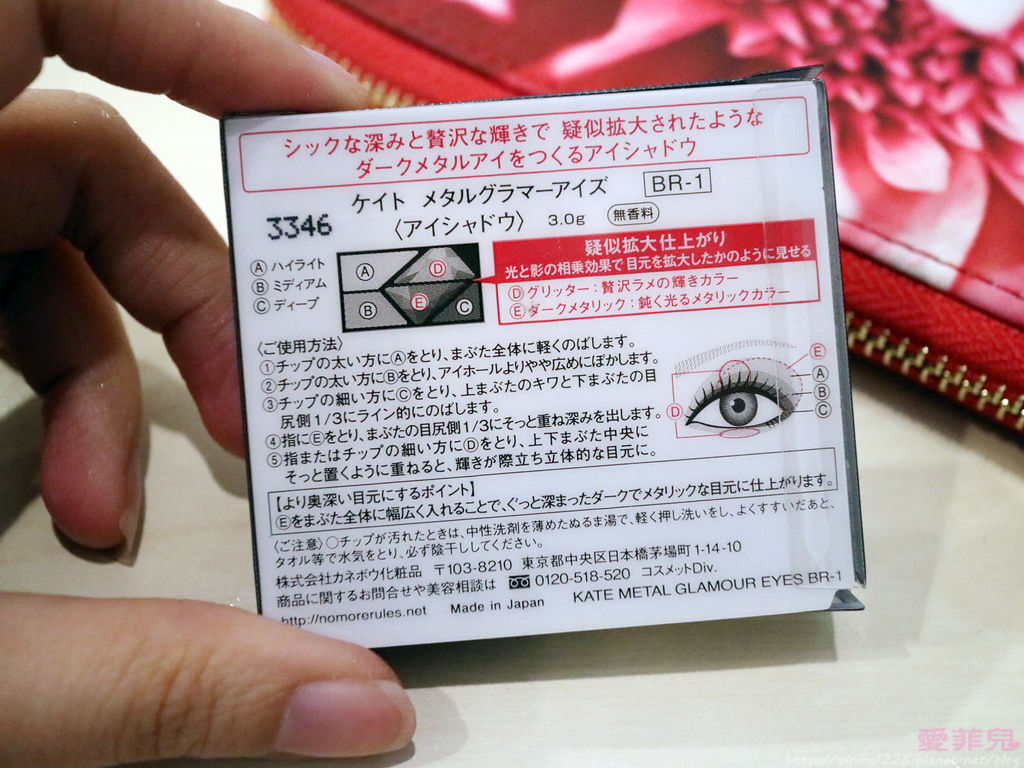 シックな深みと贅沢な輝きで 疑似拡大されたような
ダークメタルアイをつくるアイシャドウ
ケイト メタルグラマーアイズ BR-1
3346 〈アイシャドウ〉 3.0g 無香料
Ⓐ ハイライト
Ⓑ ミディアム
Ⓒ ディープ
A
B
C
D
E
疑似拡大仕上がり
光と影の相乗効果で目元を拡大したかのように見せる
Ⓓグリッター：贅沢ラメの輝きカラー
Ⓔダークメタリック：鈍く光るメタリックカラー
〈ご使用方法〉
①チップの太い方にⒶをとり、まぶた全体に軽くのばします。
②チップの太い方にⒷをとり、アイホールよりやや広めにぼかします。
③チップの細い方にⒸをとり、上まぶたのキワと下まぶたの目
尻側1/3にライン的にのばします。
④指にⒺをとり、まぶたの目尻側1/3にそっと重ね深みを出します。
⑤指またはチップの細い方にⒹをとり、上下まぶた中央に
そっと置くように重ねると、輝きが際立ち立体的な目元に。
Ⓔ
Ⓐ
Ⓑ
Ⓒ
Ⓓ
【より奥深い目元にするポイント】
Ⓔをまぶた全体に幅広く入れることで、ぐっと深まったダークでメタリックな目元に仕上がります。
〈ご注意〉○チップが汚れたときは、中性洗剤を薄めたぬるま湯で、軽く押し洗いをし、よくすすいだあと、
タオル等で水気をとり、必ず陰干ししてください。
株式会社カネボウ化粧品 〒103-8210 東京都中央区日本橋茅場町1-14-10
商品に関するお問合せや美容相談は 0120-518-520 コスメットDiv.
http://nomorerules.net Made in Japan KATE METAL GLAMOUR EYES BR-1
愛菲兒
http://yiping1228.pixnet.net/blog